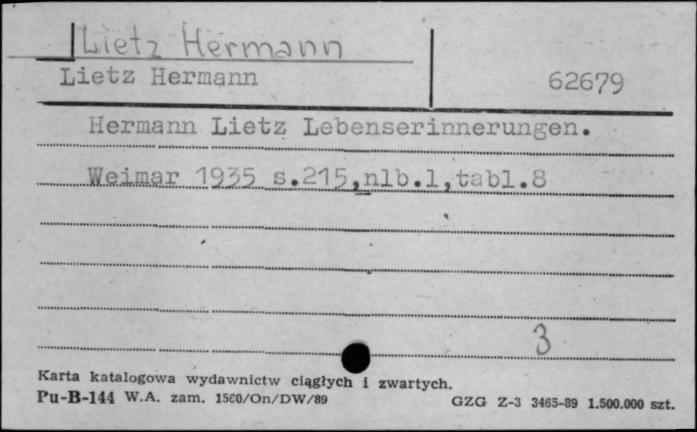 Lietz Hermann
Lietz Hermann 62679
Hermann Lietz Lebenserinnerungen.
Weimar 1935 s.215,nlb.1,tabl.8
3
Karta katalogowa wydawnictw ciągłych i zwartych.
Pu-B-144 W.A. zam. 1560/On/DW/89 GZG Z-3 3465-89 1.500.000 szt.